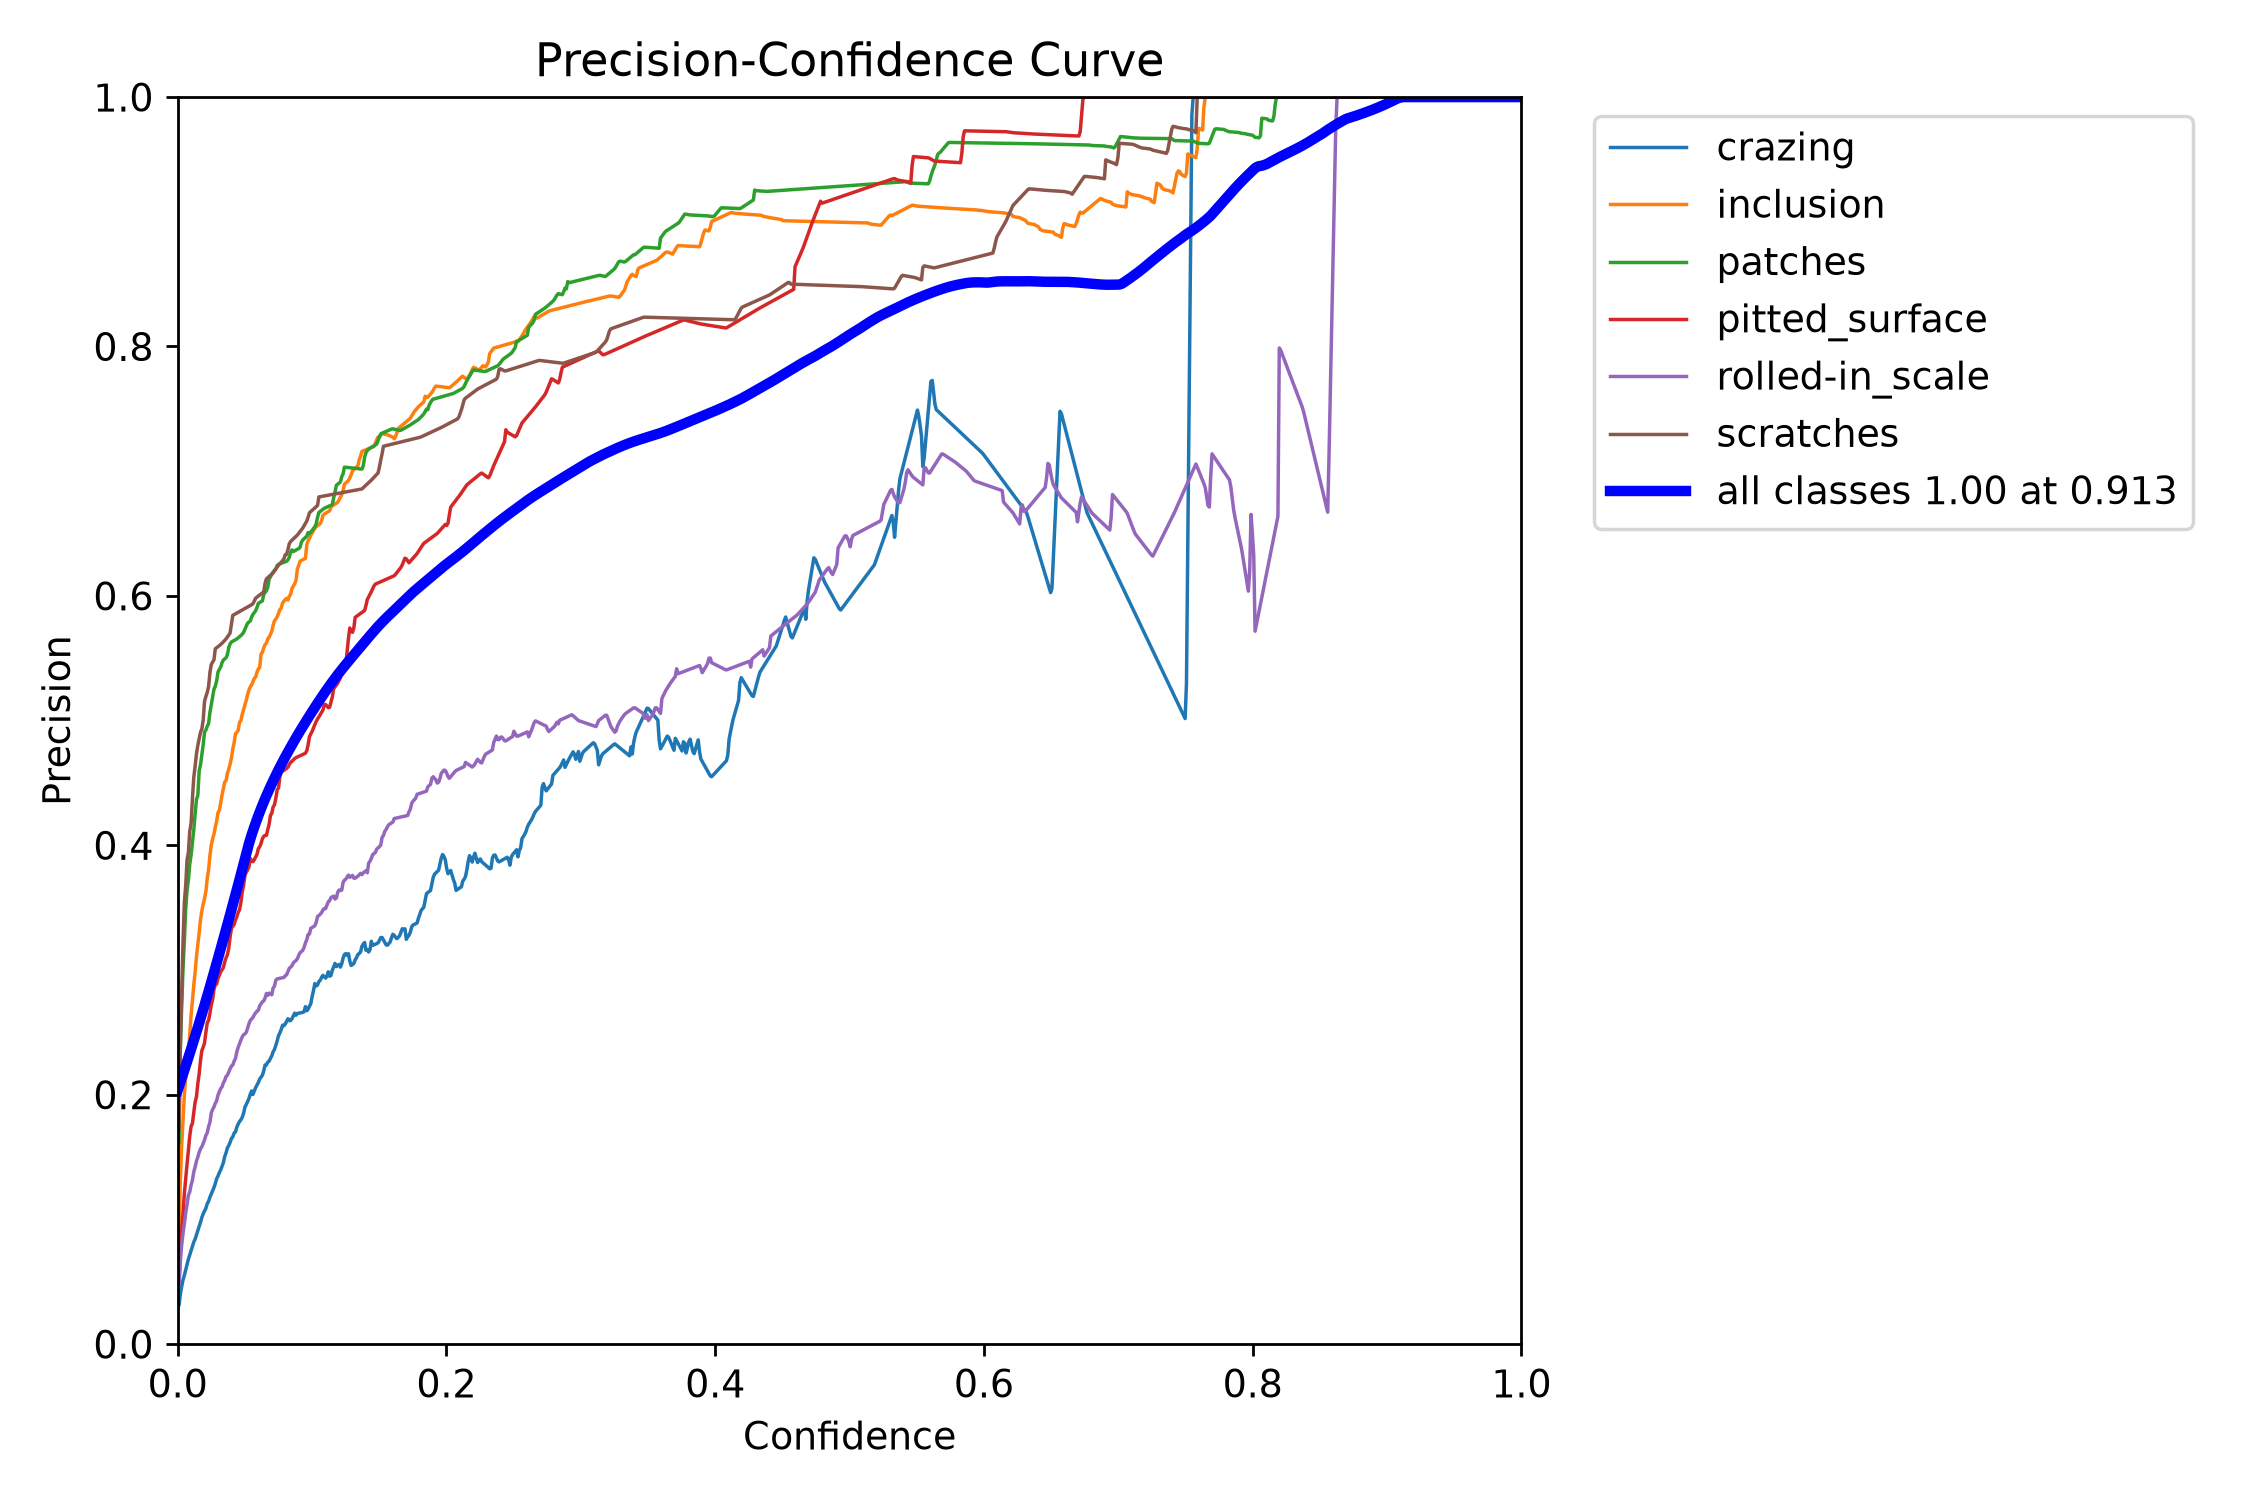 Precision-Confidence Curve
1.0
0.8
0.6
0.4
0.2
0.0
Precision
0.0 0.2 0.4 0.6 0.8 1.0
Confidence
crazing
inclusion
patches
pitted_surface
rolled-in_scale
scratches
all classes 1.00 at 0.913